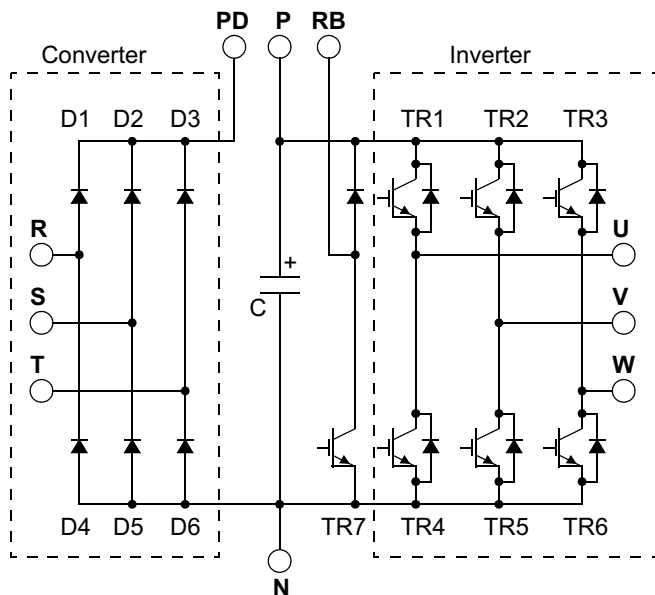 PD P RB
Converter Inverter
D1 D2 D3 TR1 TR2 TR3
R U
+
S C V
T W
D4 D5 D6 TR7 TR4 TR5 TR6
N